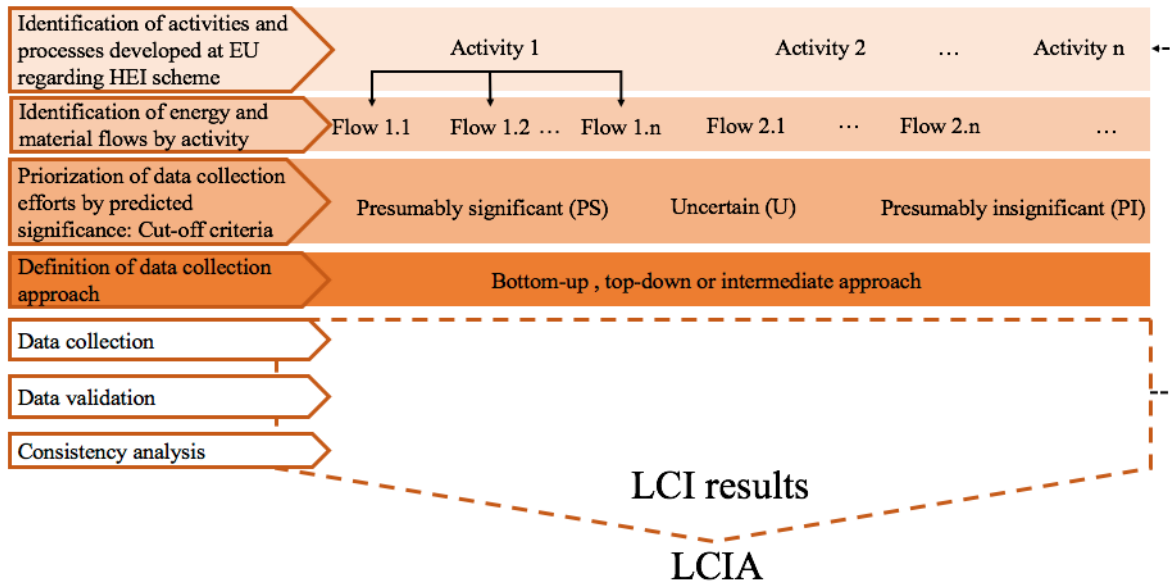 Identification of activities and
processes developed at EU
regarding HEI scheme
Activity 1
Activity 2
...
Activity n
Identification of energy and
material flows by activity
Flow 1.1
Flow 1.2 ...
Flow 1.n
Flow 2.1
...
Flow 2.n
...
Priorization of data collection
efforts by predicted
significance: Cut-off criteria
Presumably significant (PS)
Uncertain (U)
Presumably insignificant (PI)
Definition of data collection
approach
Bottom-up , top-down or intermediate approach
Data collection
Data validation
Consistency analysis
LCI results
LCIA